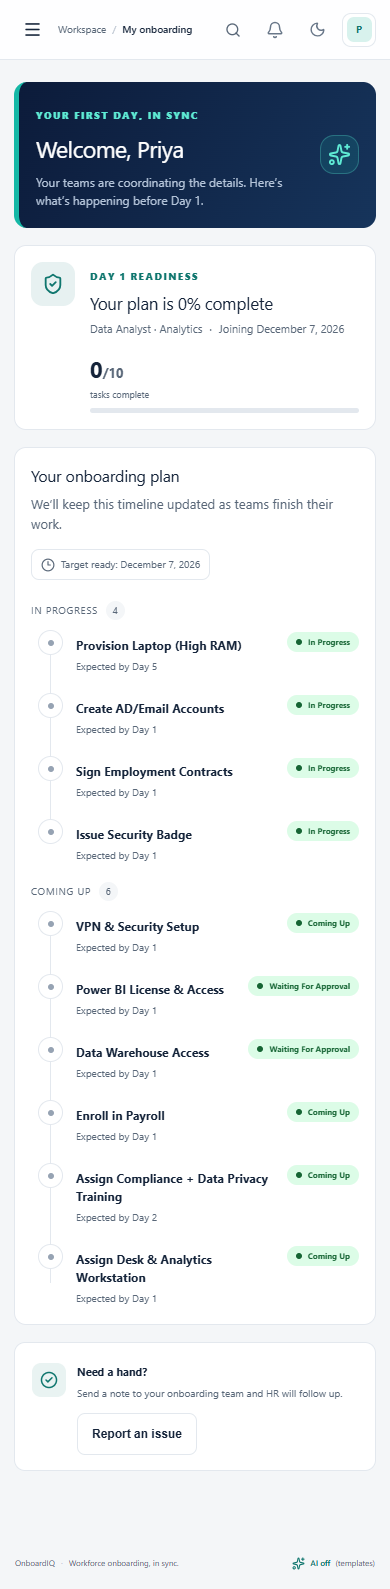 Workspace / My onboarding
P
YOUR FIRST DAY, IN SYNC
Welcome, Priya
Your teams are coordinating the details. Here's
what's happening before Day 1.
DAY 1 READINESS
Your plan is 0% complete
Data Analyst · Analytics · Joining December 7, 2026
0/10
tasks complete
Your onboarding plan
We'll keep this timeline updated as teams finish their
work.
Target ready: December 7, 2026
IN PROGRESS 4
Provision Laptop (High RAM) In Progress
Expected by Day 5
Create AD/Email Accounts In Progress
Expected by Day 1
Sign Employment Contracts In Progress
Expected by Day 1
Issue Security Badge In Progress
Expected by Day 1
COMING UP 6
VPN & Security Setup Coming Up
Expected by Day 1
Power BI License & Access Waiting For Approval
Expected by Day 1
Data Warehouse Access Waiting For Approval
Expected by Day 1
Enroll in Payroll Coming Up
Expected by Day 1
Assign Compliance + Data Privacy Coming Up
Training
Expected by Day 2
Assign Desk & Analytics Coming Up
Workstation
Expected by Day 1
Need a hand?
Send a note to your onboarding team and HR will follow up.
Report an issue
OnboardIQ · Workforce onboarding, in sync. AI off (templates)